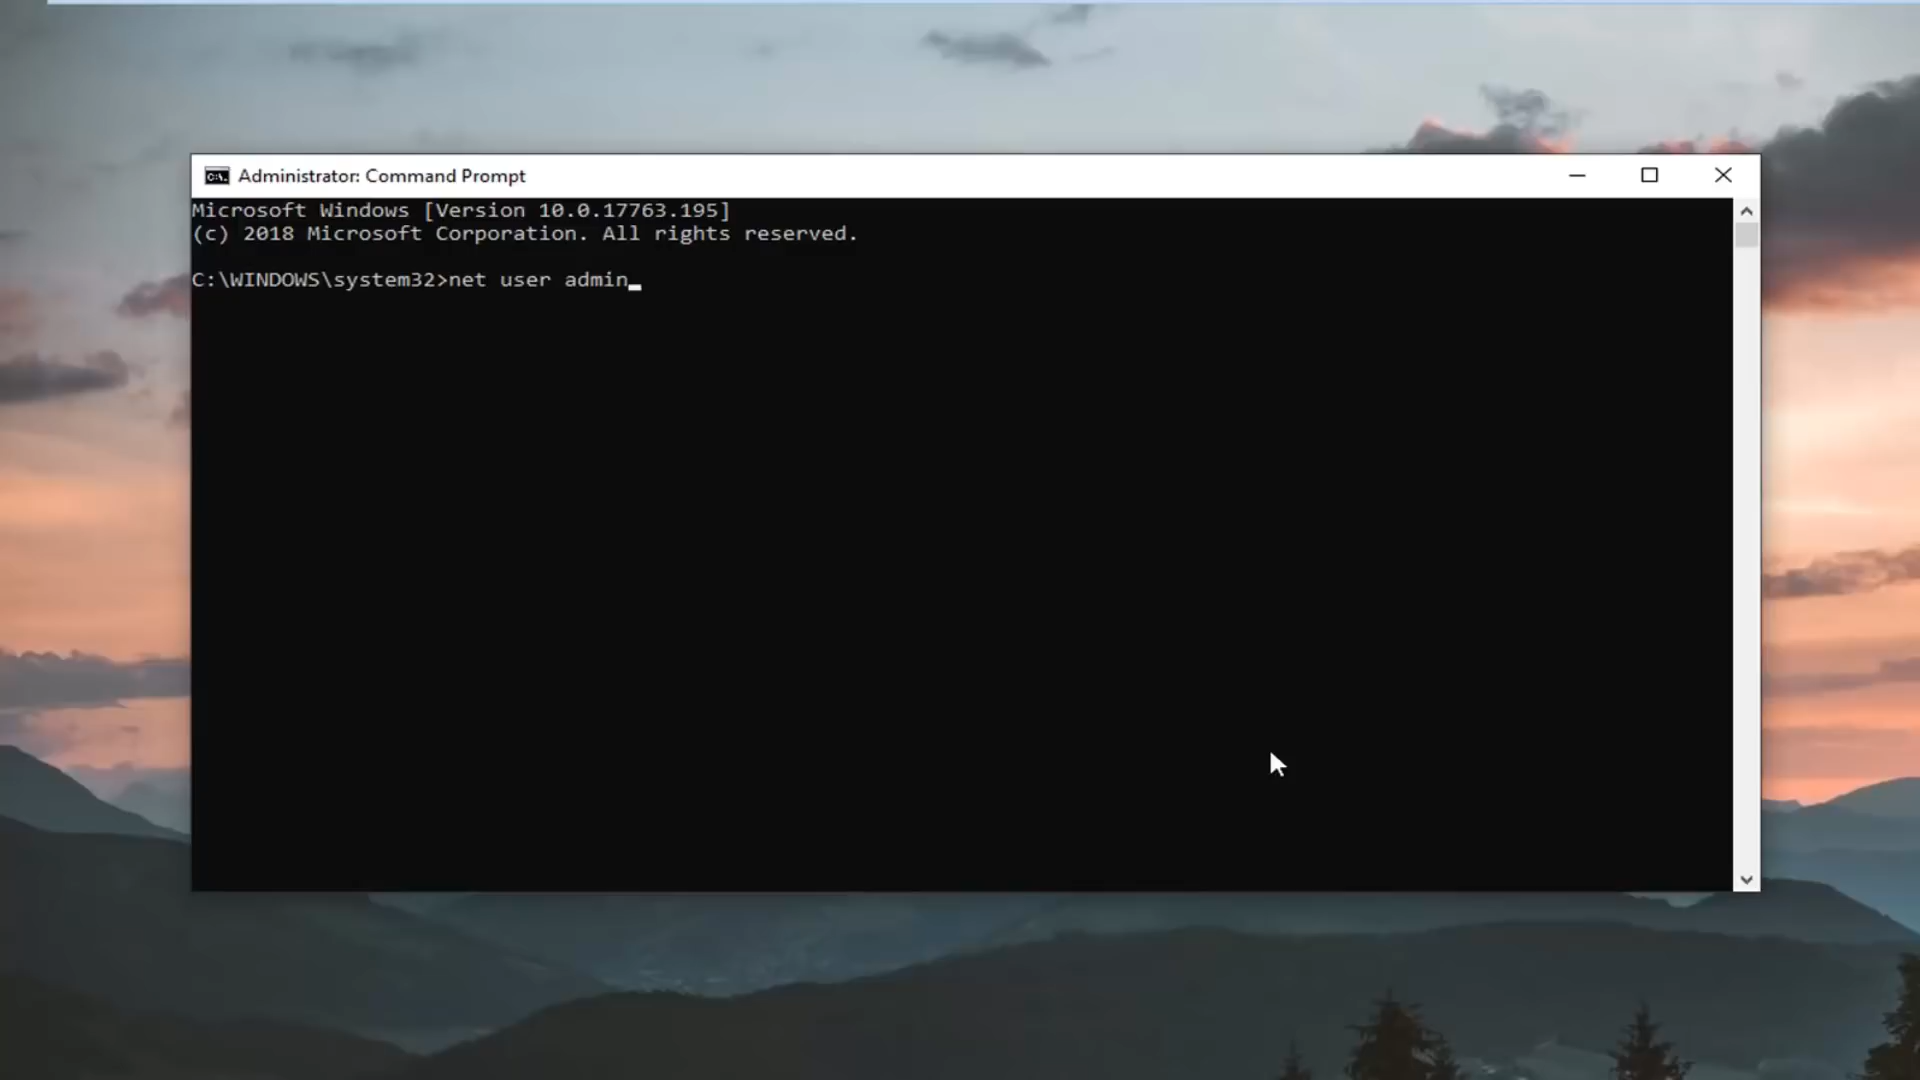 Administrator: Command Prompt
Microsoft Windows [Version 10.0.17763.195]
(c) 2018 Microsoft Corporation. All rights reserved.
C:\WINDOWS\system32>net user admin